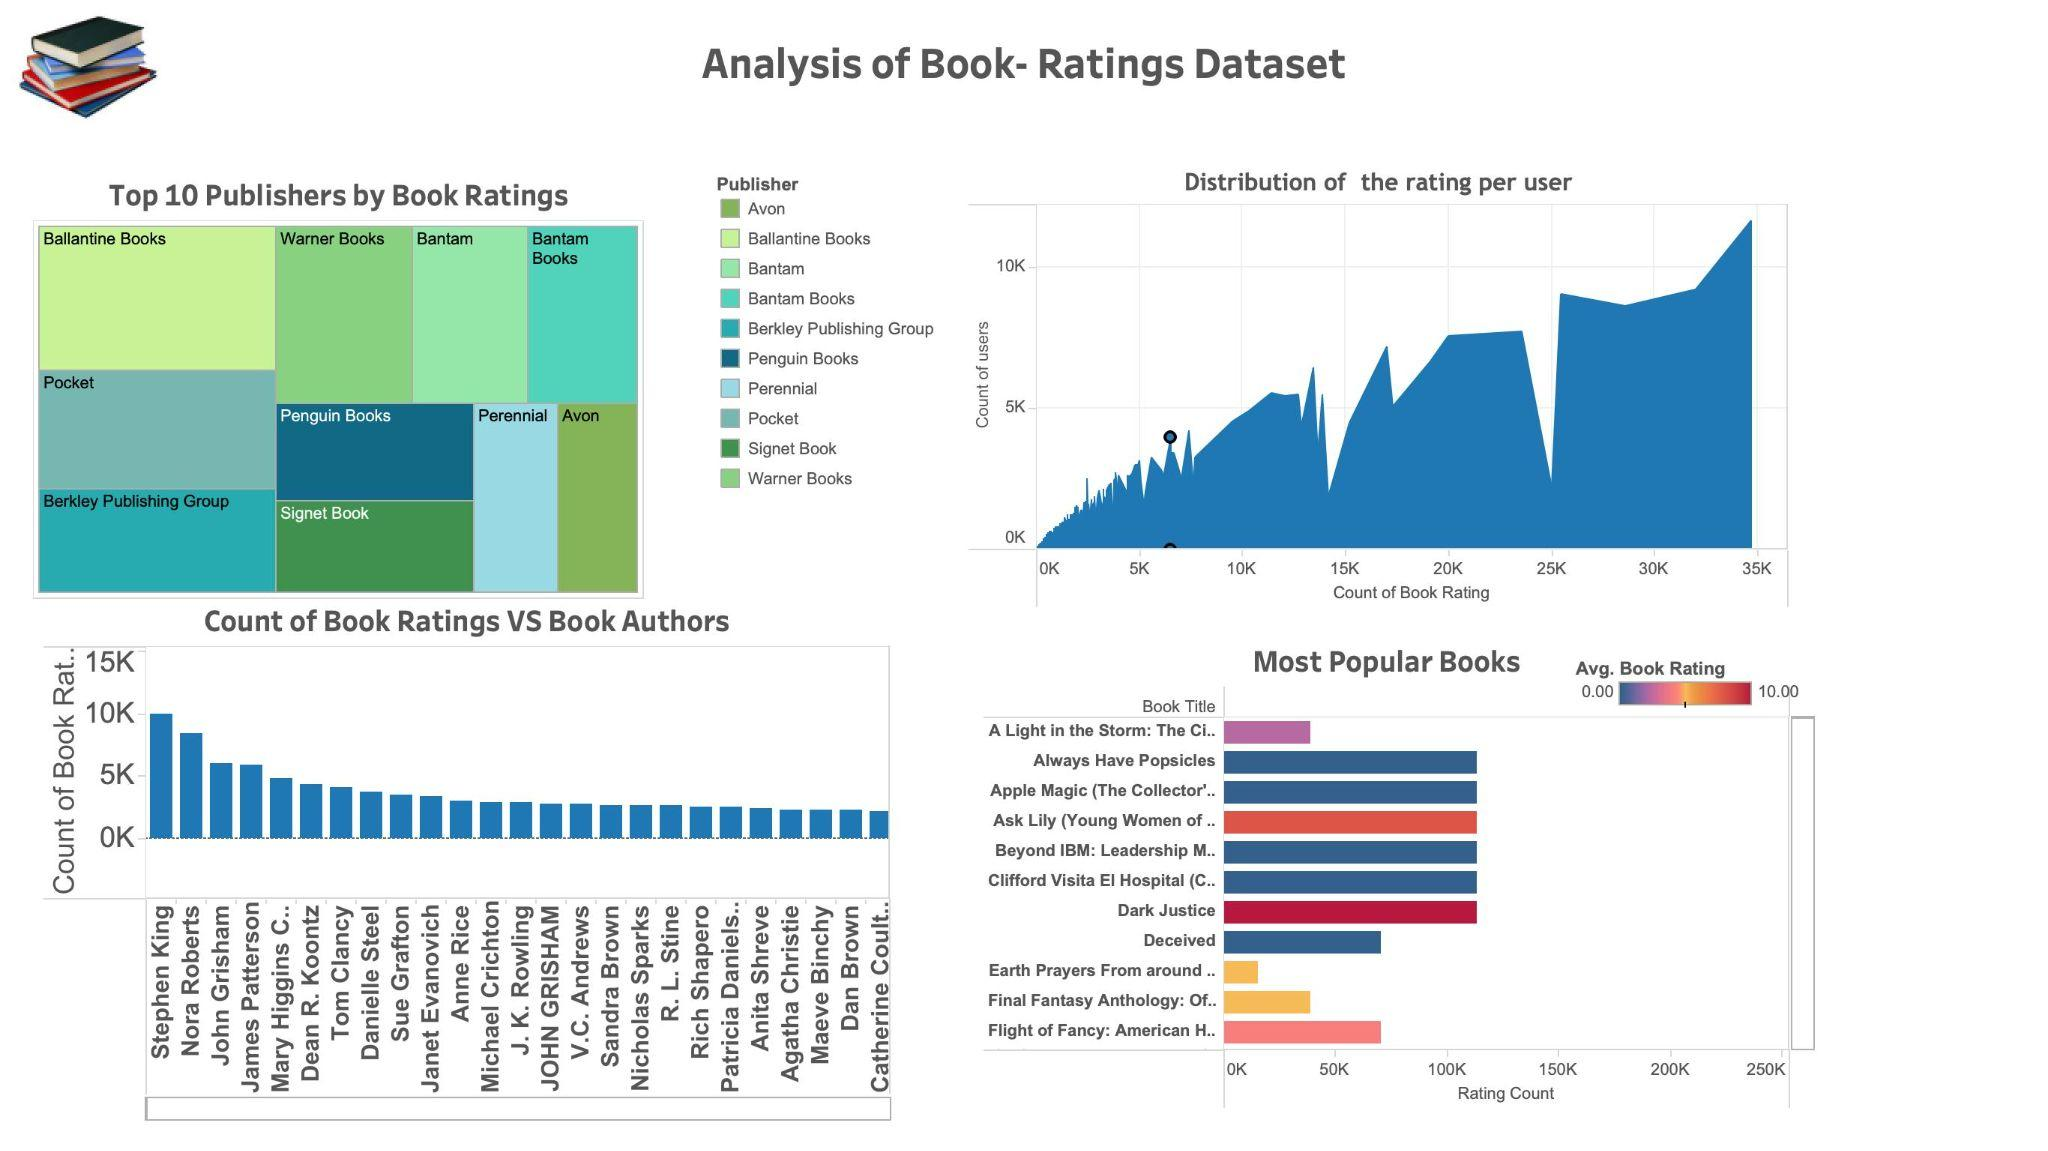 Analysis of Book- Ratings Dataset
Top 10 Publishers by Book Ratings
Ballantine Books
Warner Books
Bantam
Bantam
Books
Pocket
Penguin Books
Perennial
Avon
Berkley Publishing Group
Signet Book
Publisher
Avon
Ballantine Books
Bantam
Bantam Books
Berkley Publishing Group
Penguin Books
Perennial
Pocket
Signet Book
Warner Books
Distribution of  the rating per user
Count of users
10K
5K
0K
0K
5K
10K
15K
20K
25K
30K
35K
Count of Book Rating
Count of Book Ratings VS Book Authors
Count of Book Rat..
15K
10K
5K
0K
Stephen King
Nora Roberts
John Grisham
James Patterson
Mary Higgins C..
Dean R. Koontz
Tom Clancy
Danielle Steel
Sue Grafton
Janet Evanovich
Anne Rice
Michael Crichton
J. K. Rowling
JOHN GRISHAM
V.C. Andrews
Sandra Brown
Nicholas Sparks
R. L. Stine
Rich Shapero
Patricia Daniels..
Anita Shreve
Agatha Christie
Maeve Binchy
Dan Brown
Catherine Coult..
Most Popular Books
Avg. Book Rating
0.00
10.00
Book Title
A Light in the Storm: The Ci..
Always Have Popsicles
Apple Magic (The Collector'..
Ask Lily (Young Women of ..
Beyond IBM: Leadership M..
Clifford Visita El Hospital (C..
Dark Justice
Deceived
Earth Prayers From around ..
Final Fantasy Anthology: Of..
Flight of Fancy: American H..
0K
50K
100K
150K
200K
250K
Rating Count